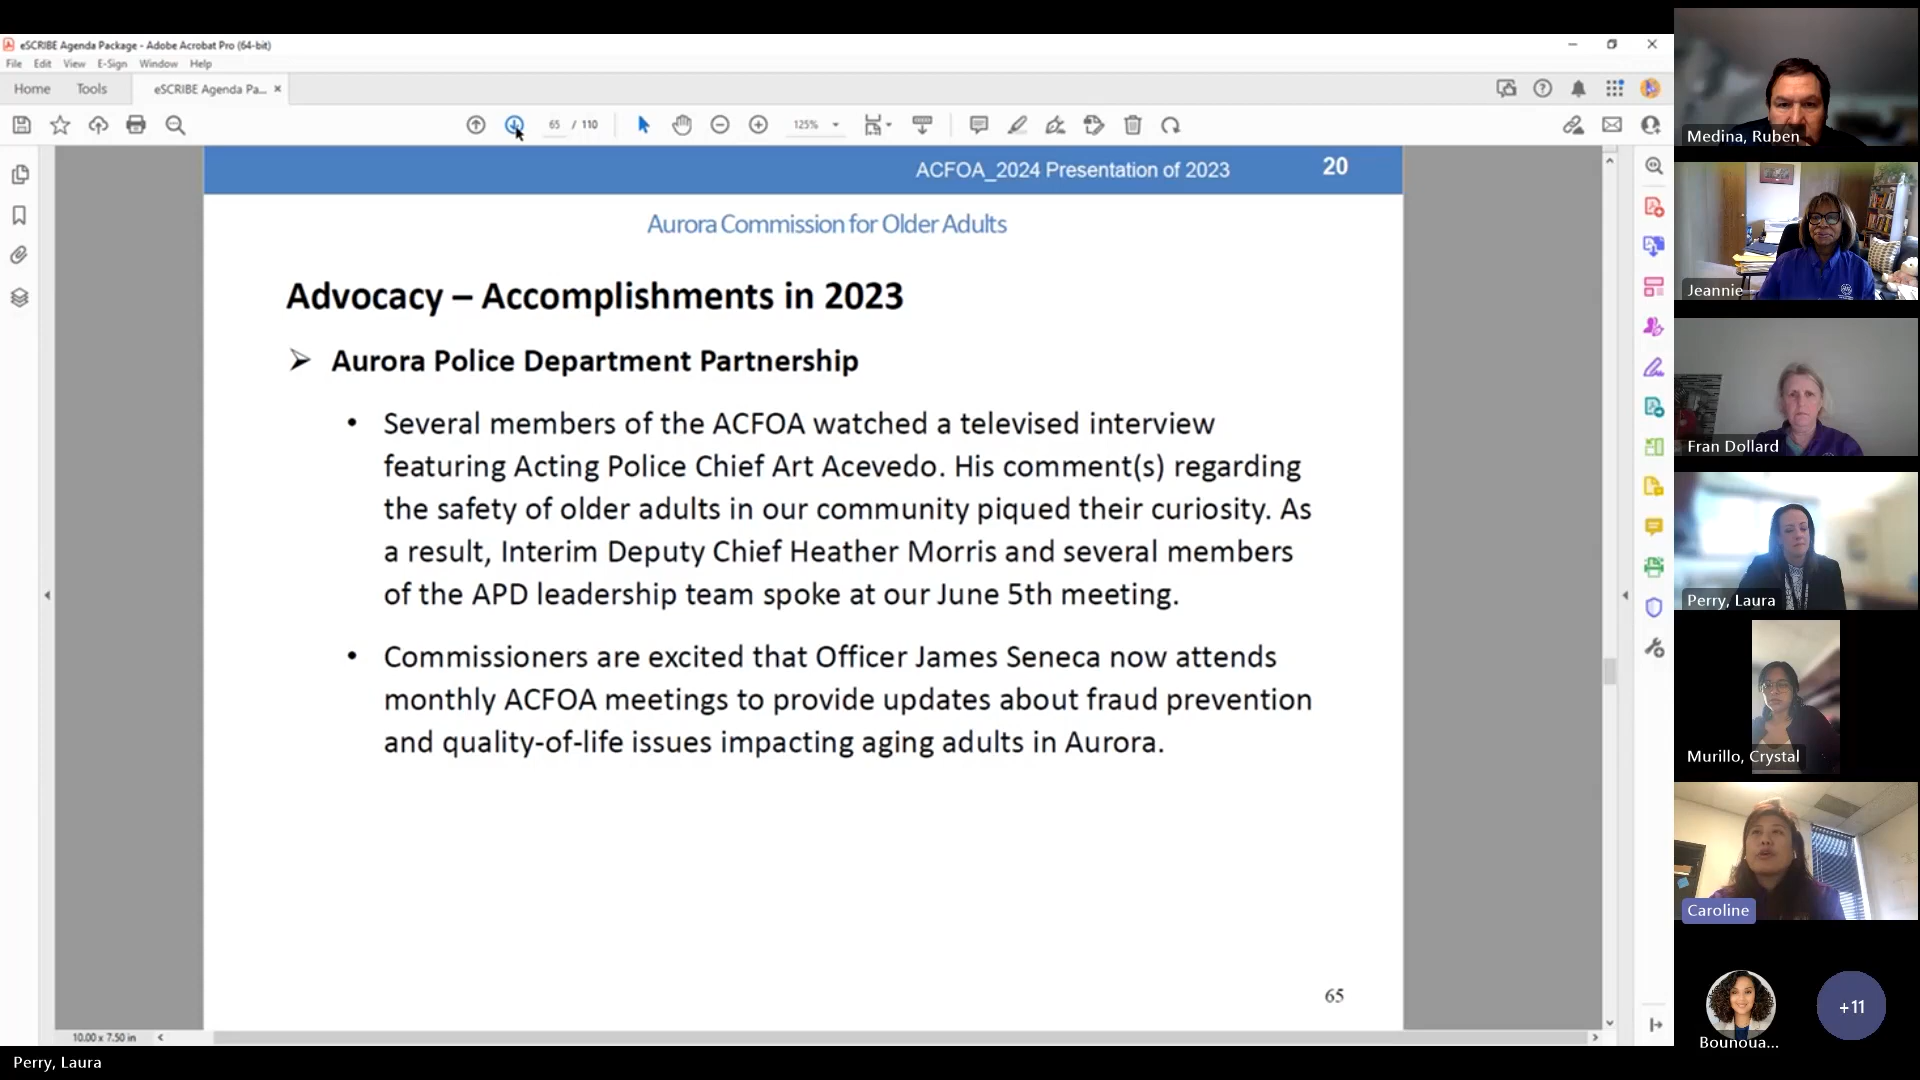 eSCRIBE Agenda Package - Adobe Acrobat Pro (64-bit)
File Edit View E-Sign Window Help
Home Tools eSCRIBE Agenda Pa... ×
65 / 110 125%
ACFOA_2024 Presentation of 2023 20
Aurora Commission for Older Adults
Advocacy – Accomplishments in 2023
➢ Aurora Police Department Partnership
• Several members of the ACFOA watched a televised interview
featuring Acting Police Chief Art Acevedo. His comment(s) regarding
the safety of older adults in our community piqued their curiosity. As
a result, Interim Deputy Chief Heather Morris and several members
of the APD leadership team spoke at our June 5th meeting.
• Commissioners are excited that Officer James Seneca now attends
monthly ACFOA meetings to provide updates about fraud prevention
and quality-of-life issues impacting aging adults in Aurora.
65
10.00 x 7.50 in
Perry, Laura
Medina, Ruben
Jeannie
Fran Dollard
Perry, Laura
Murillo, Crystal
Caroline
Bounoua...
+11